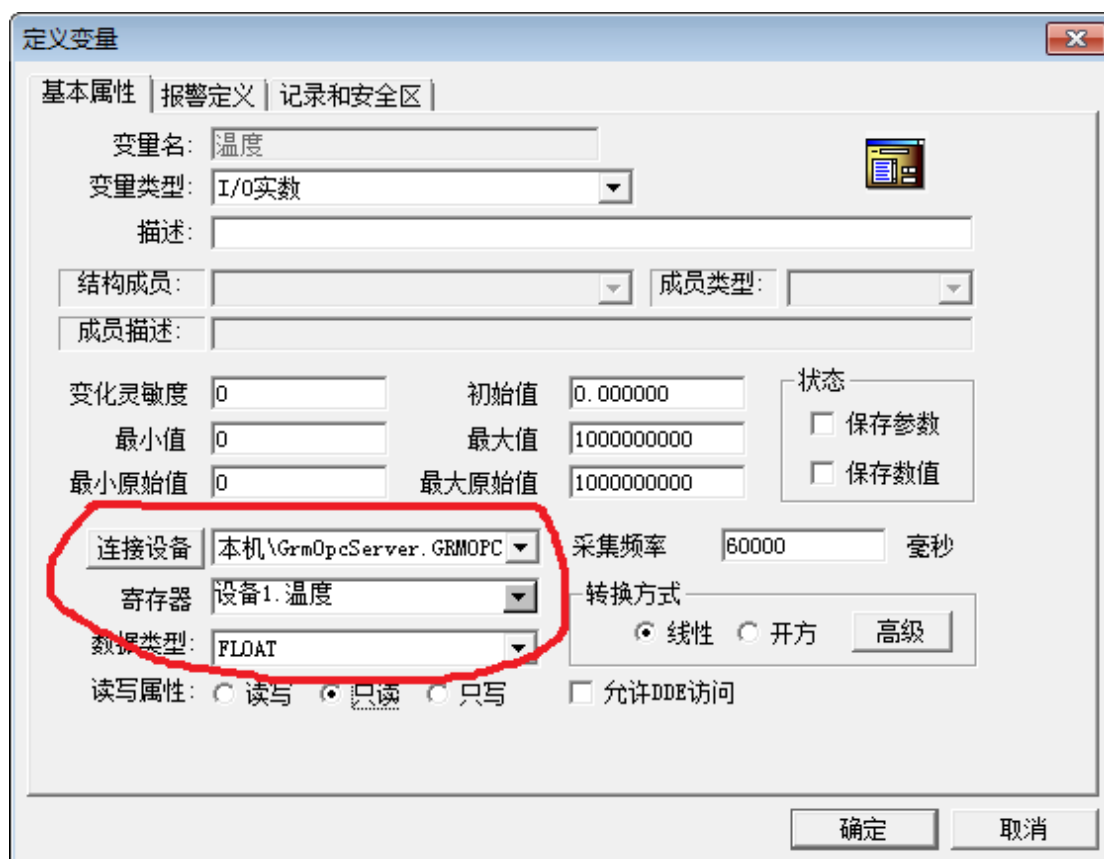 定义变量
基本属性 报警定义 记录和安全区
变量名: 温度
变量类型: I/O实数
描述:
结构成员: 成员类型:
成员描述:
变化灵敏度 0 初始值 0.000000 状态
最小值 0 最大值 1000000000 保存参数
最小原始值 0 最大原始值 1000000000 保存数值
连接设备 本机\GrmOpcServer.GRMOPC 采集频率 60000 毫秒
寄存器 设备1.温度 转换方式
数据类型: FLOAT 线性 开方 高级
读写属性: 读写 只读 只写 允许DDE访问
确定 取消